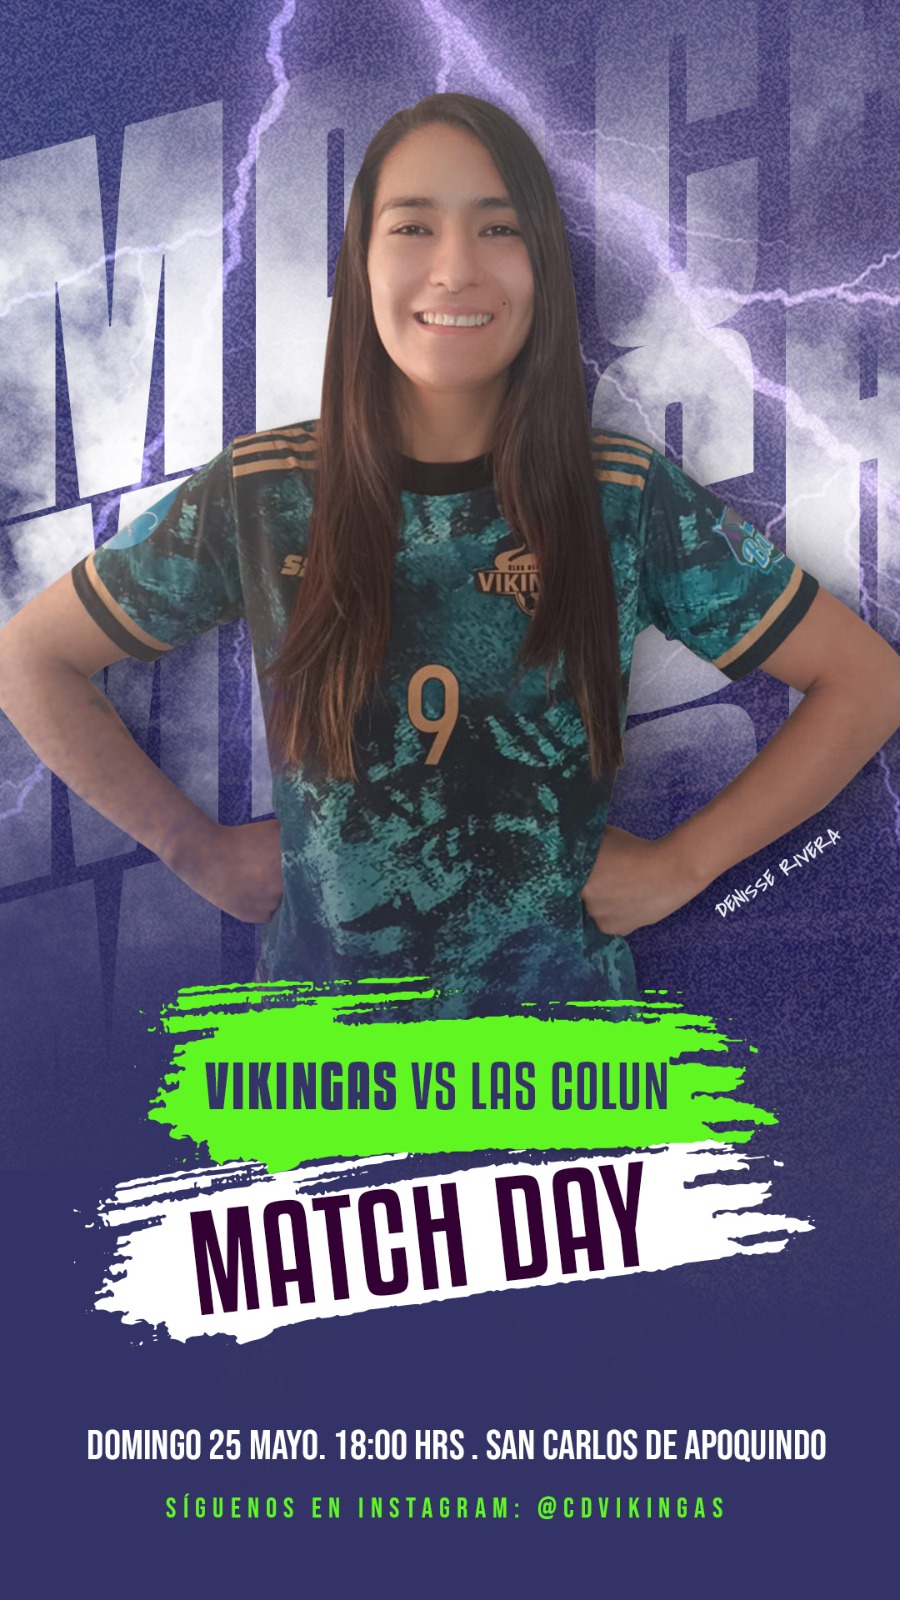 MATCH
9
DENISSE RIVERA
VIKINGAS VS LAS COLUN
MATCH DAY
DOMINGO 25 MAYO. 18:00 HRS . SAN CARLOS DE APOQUINDO
SÍGUENOS EN INSTAGRAM: @CDVIKINGAS